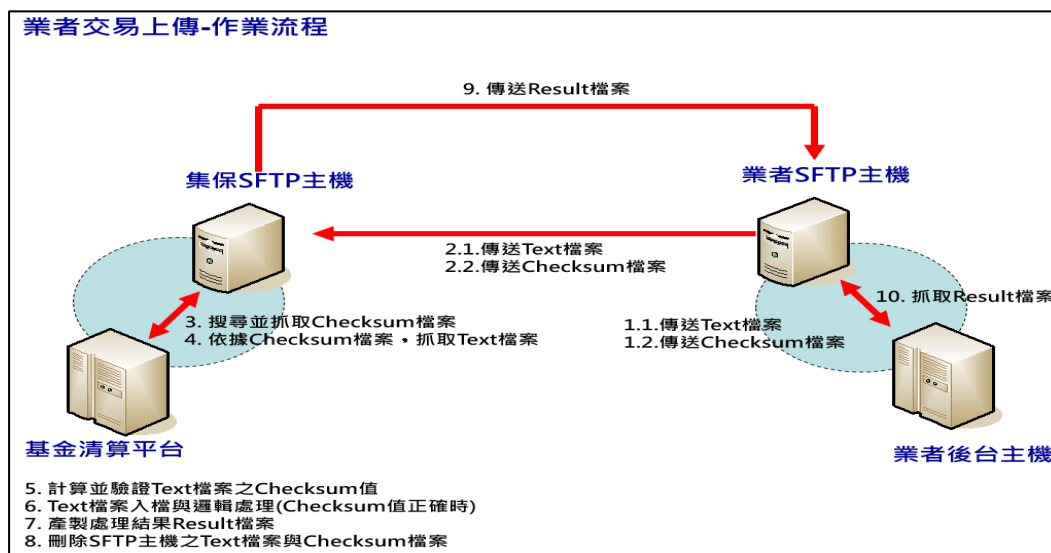 業者交易上傳-作業流程
9. 傳送Result檔案
集保SFTP主機
業者SFTP主機
2.1.傳送Text檔案
2.2.傳送Checksum檔案
10. 抓取Result檔案
3. 搜尋並抓取Checksum檔案
4. 依據Checksum檔案，抓取Text檔案
1.1.傳送Text檔案
1.2.傳送Checksum檔案
基金清算平台
業者後台主機
5. 計算並驗證Text檔案之Checksum值
6. Text檔案入檔與邏輯處理(Checksum值正確時)
7. 產製處理結果Result檔案
8. 刪除SFTP主機之Text檔案與Checksum檔案